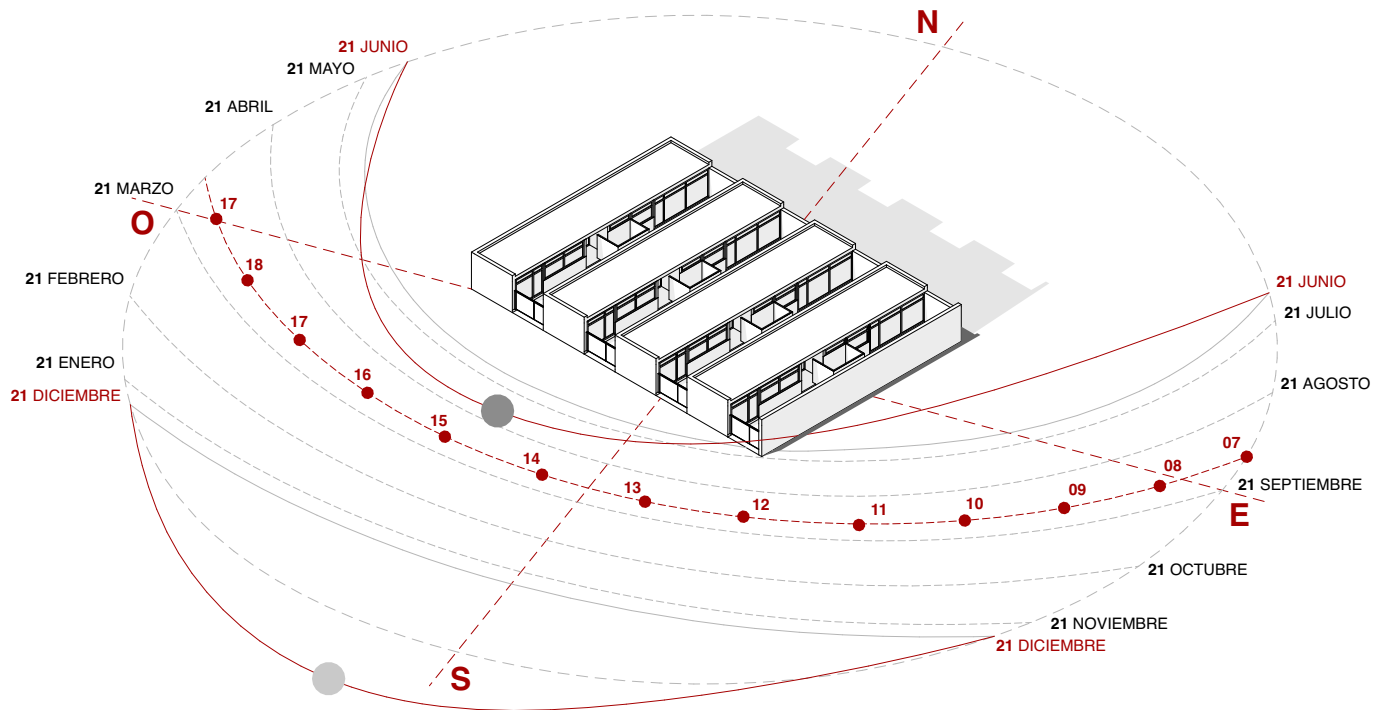 N
21 JUNIO
21 MAYO
21 ABRIL
21 MARZO
O
17
18
21 FEBRERO
17
21 ENERO
16
21 DICIEMBRE
15
14
13
12
11
10
09
08
07
21 JUNIO
21 JULIO
21 AGOSTO
21 SEPTIEMBRE
E
21 OCTUBRE
21 NOVIEMBRE
21 DICIEMBRE
S